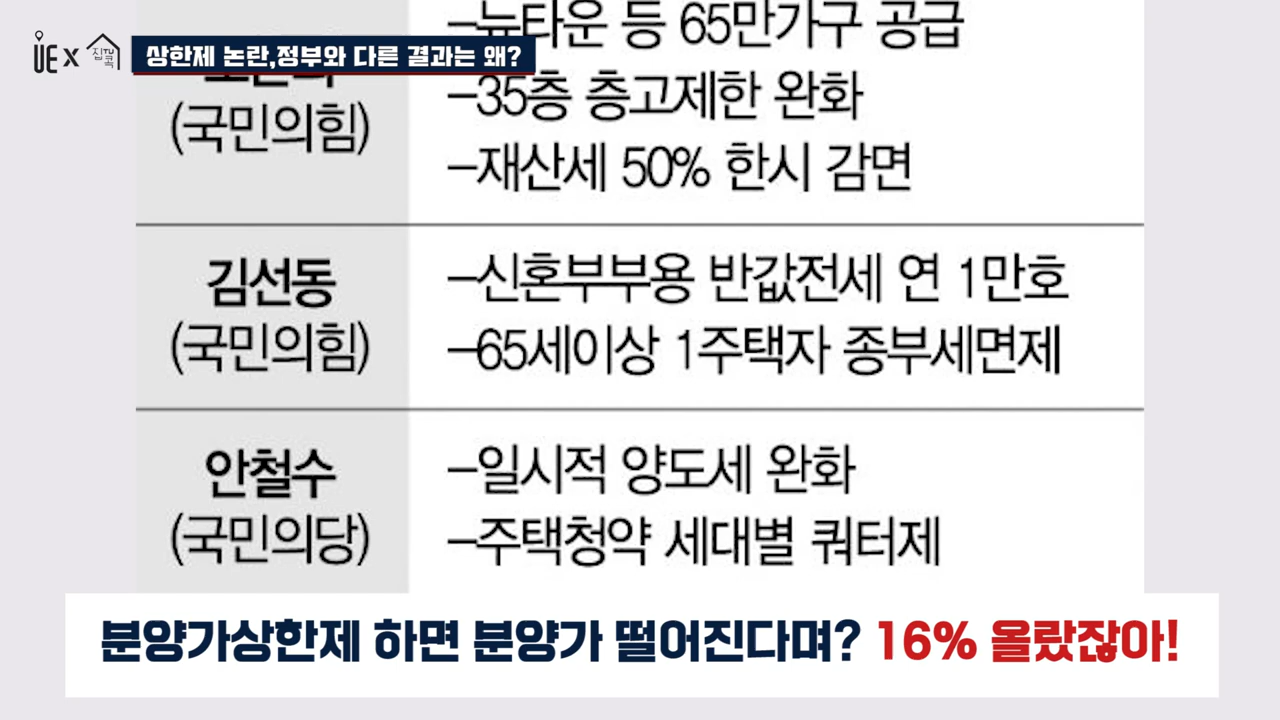 UE X 집TV콕
상한제 논란,정부와 다른 결과는 왜?
–뉴타운 등 65만가구 공급
(국민의힘)
–35층 층고제한 완화
–재산세 50% 한시 감면
김선동
(국민의힘)
–신혼부부용 반값전세 연 1만호
–65세이상 1주택자 종부세면제
안철수
(국민의당)
–일시적 양도세 완화
–주택청약 세대별 쿼터제
분양가상한제 하면 분양가 떨어진다며? 16% 올랐잖아!